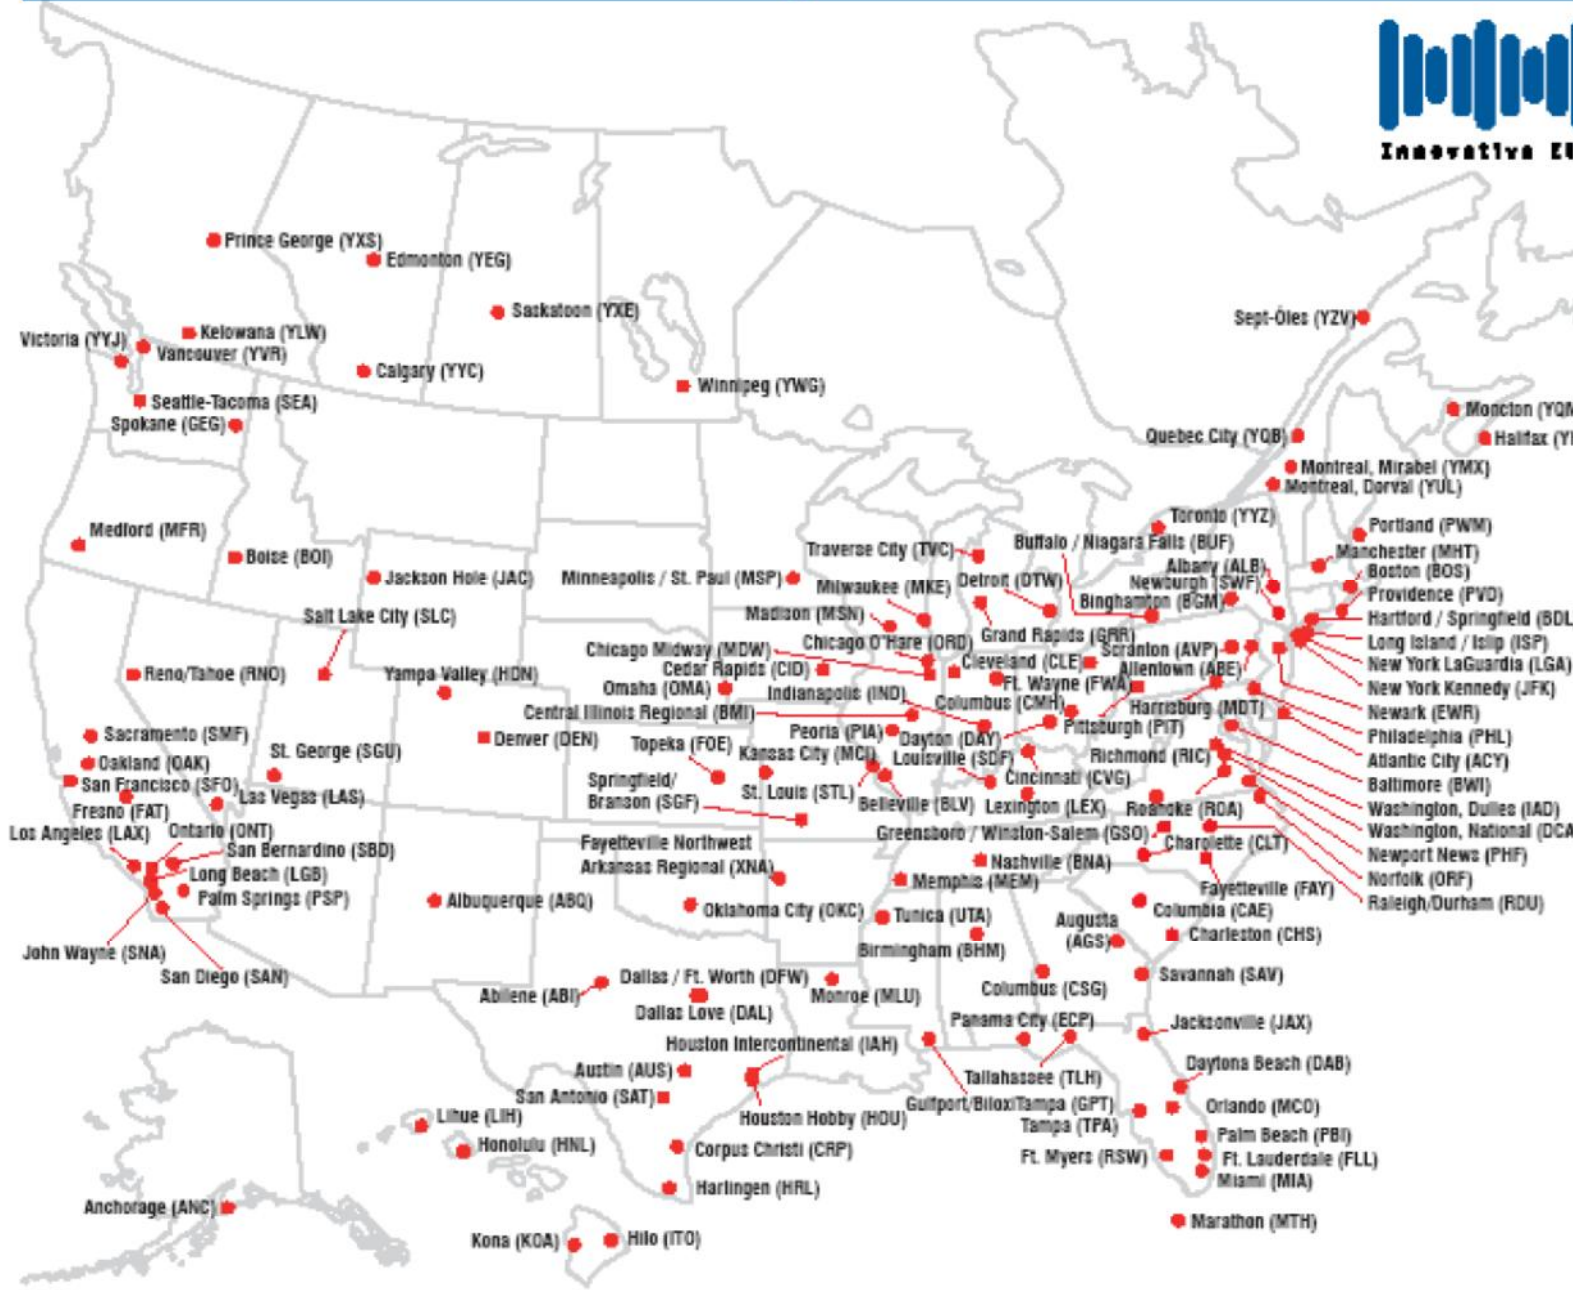 Innovative EU
Prince George (YXS)
Edmonton (YEG)
Saskatoon (YXE)
Sept-Öles (YZV)
Kelowana (YLW)
Victoria (YYJ)
Vancouver (YVR)
Calgary (YYC)
Winnipeg (YWG)
Seattle-Tacoma (SEA)
Spokane (GEG)
Moncton (YQM
Quebec City (YQB)
Halifax (Y
Montreal, Mirabel (YMX)
Montreal, Dorval (YUL)
Medford (MFR)
Boise (BOI)
Jackson Hole (JAC)
Salt Lake City (SLC)
Reno/Tahoe (RNO)
Yampa Valley (HDN)
Toronto (YYZ)
Portland (PWM)
Traverse City (TVC)
Buffalo / Niagara Falls (BUF)
Manchester (MHT)
Albany (ALB)
Boston (BOS)
Minneapolis / St. Paul (MSP)
Milwaukee (MKE)
Detroit (DTW)
Newburgh (SWF)
Binghamton (BGM)
Providence (PVD)
Madison (MSN)
Hartford / Springfield (BDL
Chicago O'Hare (ORD)
Grand Rapids (GRR)
Scranton (AVP)
Long Island / Islip (ISP)
Chicago Midway (MDW)
Cedar Rapids (CID)
Cleveland (CLE)
Allentown (ABE)
New York LaGuardia (LGA)
Omaha (OMA)
Indianapolis (IND)
Ft. Wayne (FWA)
New York Kennedy (JFK)
Central Illinois Regional (BMI)
Columbus (CMH)
Harrisburg (MDT)
Newark (EWR)
Peoria (PIA)
Dayton (DAY)
Pittsburgh (PIT)
Philadelphia (PHL)
Sacramento (SMF)
Denver (DEN)
Topeka (FOE)
Kansas City (MCI)
Louisville (SDF)
Richmond (RIC)
Atlantic City (ACY)
St. George (SGU)
Oakland (OAK)
San Francisco (SFO)
Springfield/
Branson (SGF)
St. Louis (STL)
Cincinnati (CVG)
Baltimore (BWI)
Fresno (FAT)
Las Vegas (LAS)
Belleville (BLV)
Lexington (LEX)
Roanoke (ROA)
Washington, Dulles (IAD)
Los Angeles (LAX)
Ontario (ONT)
San Bernardino (SBD)
Fayetteville Northwest
Arkansas Regional (XNA)
Greensboro / Winston-Salem (GSO)
Charolette (CLT)
Washington, National (DCA
Newport News (PHF)
Long Beach (LGB)
Palm Springs (PSP)
Nashville (BNA)
Memphis (MEM)
Fayetteville (FAY)
Norfolk (ORF)
Raleigh/Durham (RDU)
Albuquerque (ABQ)
Oklahoma City (OKC)
Tunica (UTA)
Columbia (CAE)
Augusta
(AGS)
Charleston (CHS)
John Wayne (SNA)
San Diego (SAN)
Birmingham (BHM)
Abilene (ABI)
Dallas / Ft. Worth (DFW)
Dallas Love (DAL)
Monroe (MLU)
Columbus (CSG)
Savannah (SAV)
Panama City (ECP)
Jacksonville (JAX)
Houston Intercontinental (IAH)
Austin (AUS)
San Antonio (SAT)
Tallahassee (TLH)
Daytona Beach (DAB)
Houston Hobby (HOU)
Gulfport/BiloxiTampa (GPT)
Orlando (MCO)
Tampa (TPA)
Lihue (LIH)
Honolulu (HNL)
Corpus Christi (CRP)
Palm Beach (PBI)
Ft. Myers (RSW)
Ft. Lauderdale (FLL)
Miami (MIA)
Harlingen (HRL)
Anchorage (ANC)
Marathon (MTH)
Kona (KOA)
Hilo (ITO)